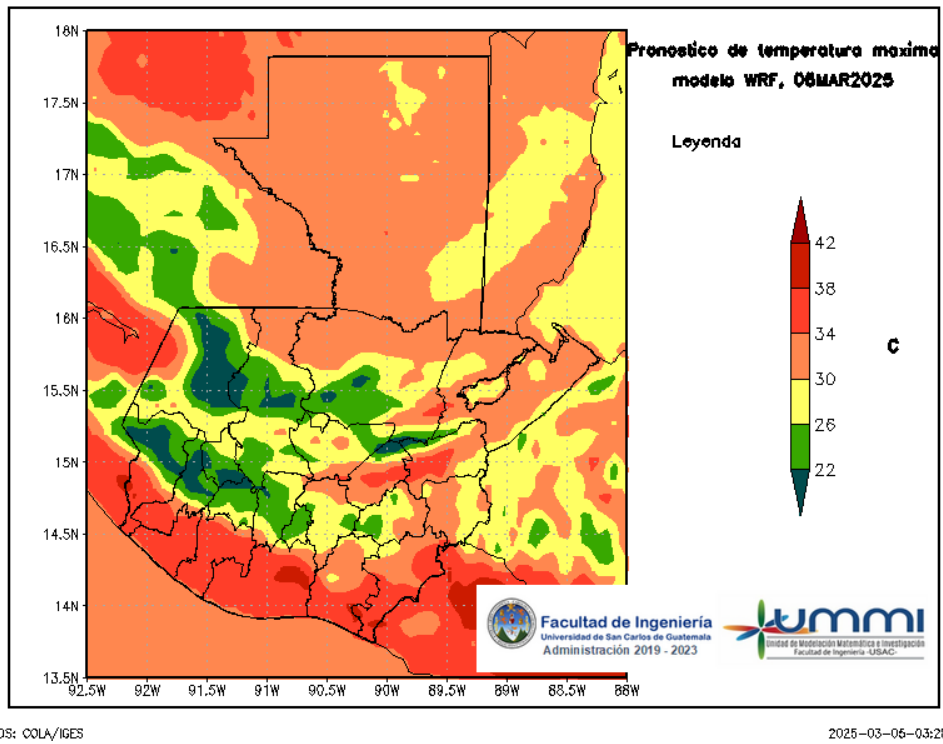 18N
Pronostico de temperatura maxima
modelo WRF, 06MAR2025
17.5N
Leyenda
17N
16.5N
42
38
16N
34
C
30
15.5N
26
15N
22
14.5N
14N
Facultad de Ingeniería
Universidad de San Carlos de Guatemala
Administración 2019 - 2023
ummi
Unidad de Modelación Matemática e Investigación
Facultad de Ingeniería -USAC-
13.5N
92.5W 92W 91.5W 91W 90.5W 90W 89.5W 89W 88.5W 88W
OS: COLA/IGES
2025-03-05-03:2